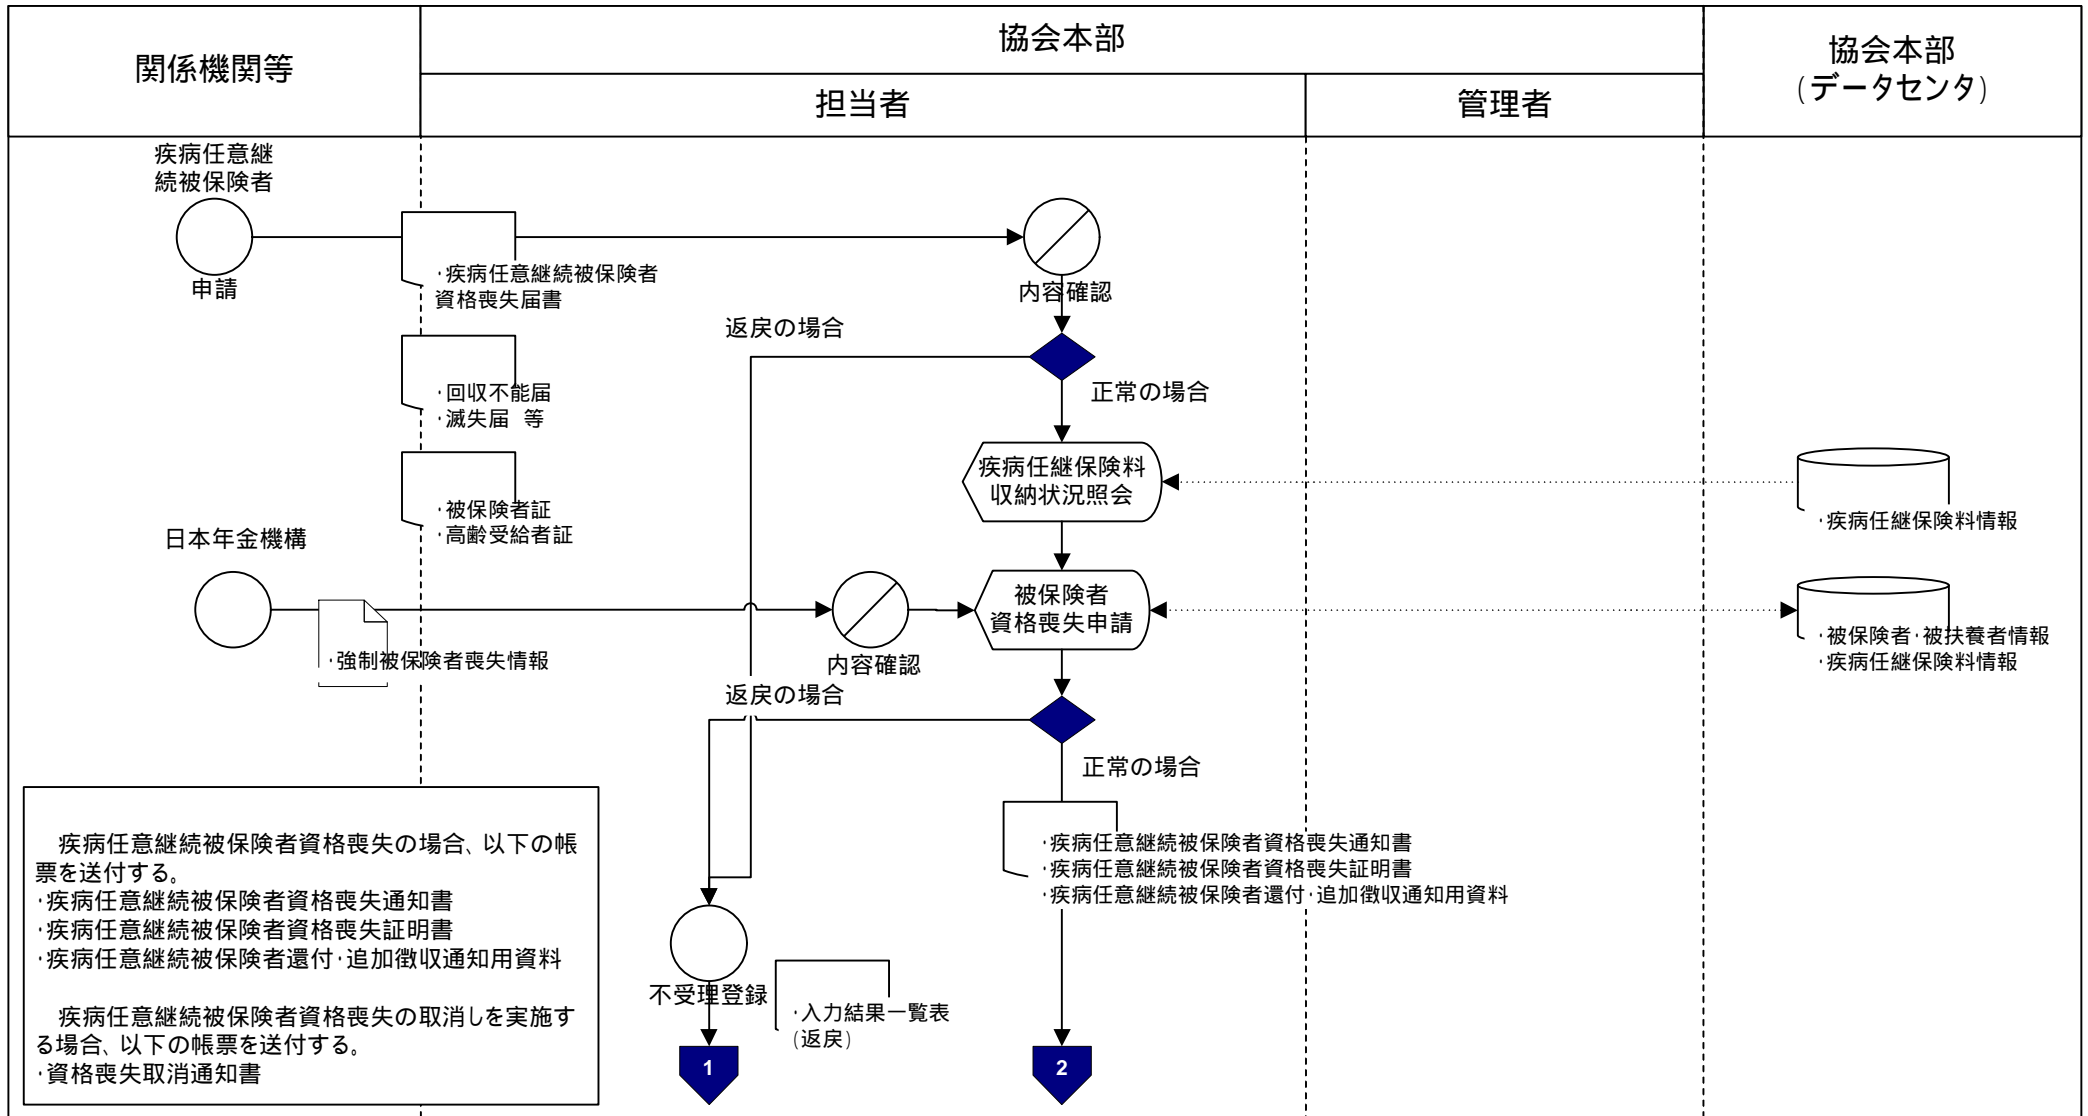 関係機関等
協会本部
協会本部
(データセンタ)
担当者
管理者
疾病任意継
続被保険者
申請
･疾病任意継続被保険者
資格喪失届書
内容確認
返戻の場合
･回収不能届
･滅失届 等
正常の場合
疾病任継保険料
収納状況照会
･被保険者証
･高齢受給者証
･疾病任継保険料情報
日本年金機構
･強制被保険者喪失情報
内容確認
被保険者
資格喪失申請
･被保険者･被扶養者情報
･疾病任継保険料情報
返戻の場合
正常の場合
･疾病任意継続被保険者資格喪失通知書
･疾病任意継続被保険者資格喪失証明書
･疾病任意継続被保険者還付･追加徴収通知用資料
疾病任意継続被保険者資格喪失の場合、以下の帳
票を送付する。
･疾病任意継続被保険者資格喪失通知書
･疾病任意継続被保険者資格喪失証明書
･疾病任意継続被保険者還付･追加徴収通知用資料
疾病任意継続被保険者資格喪失の取消しを実施す
る場合、以下の帳票を送付する。
･資格喪失取消通知書
不受理登録
･入力結果一覧表
(返戻)
1
2